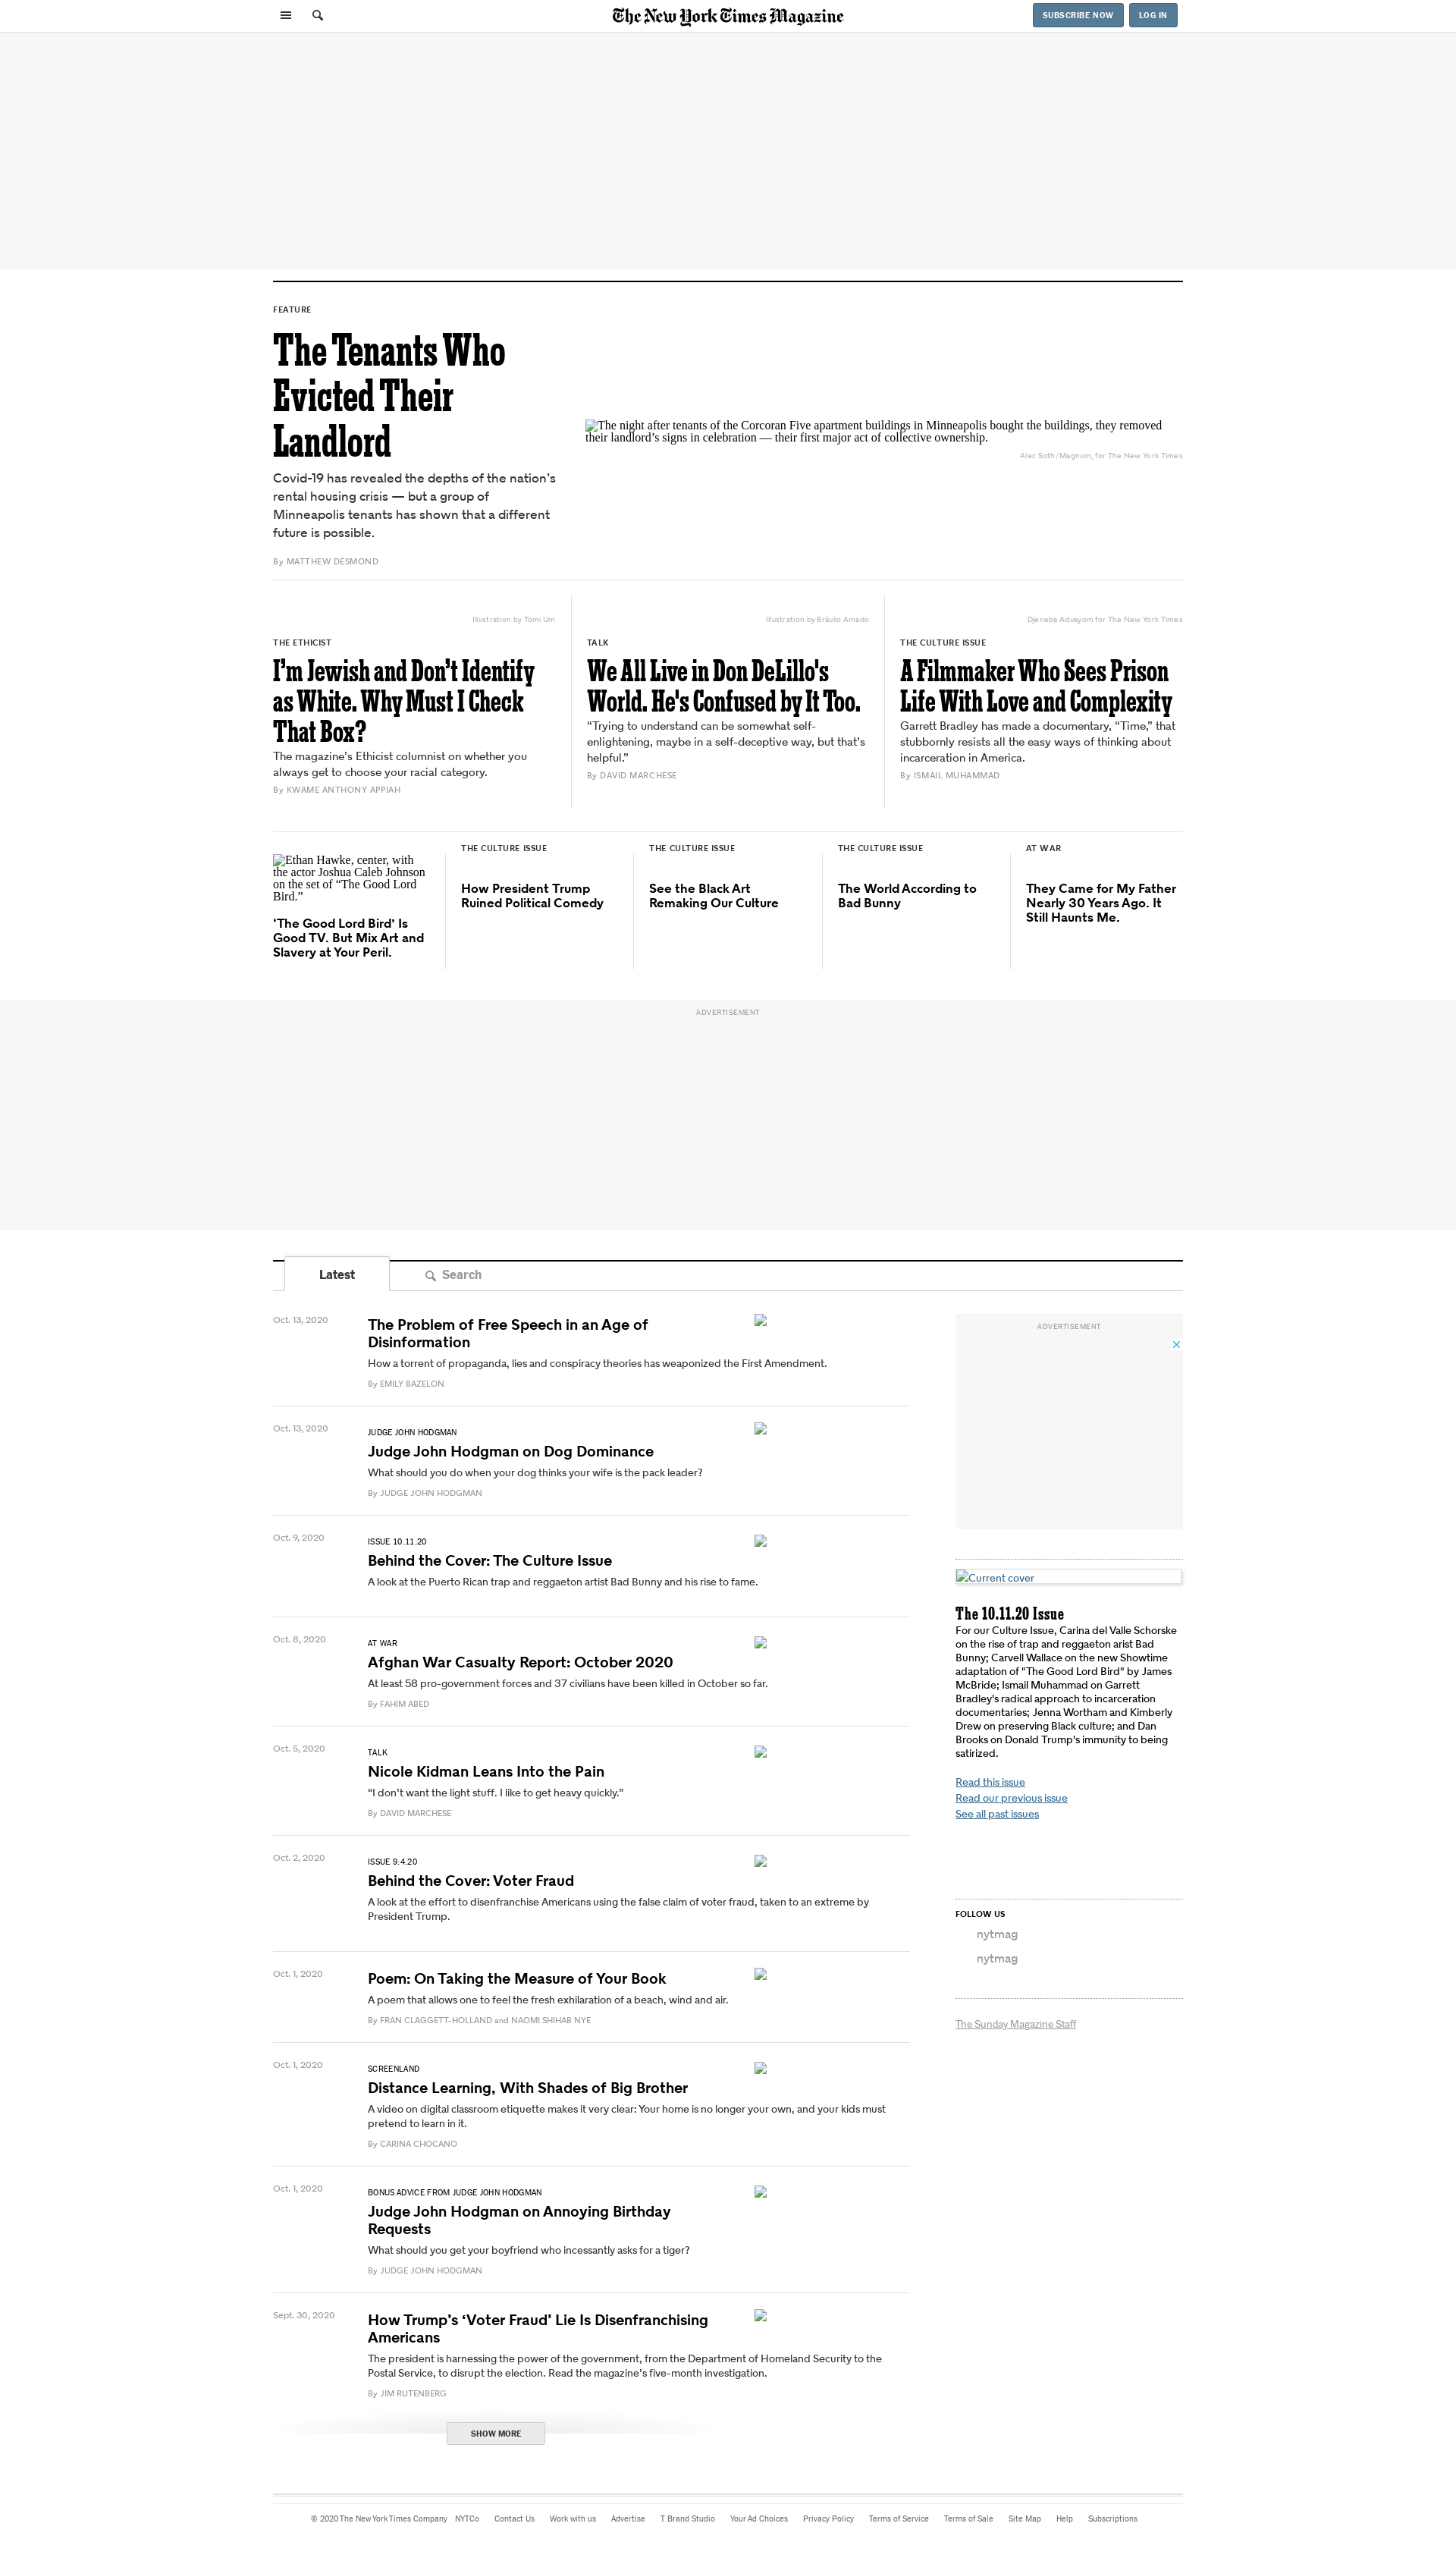 The New York Times Magazine
SUBSCRIBE NOW
LOG IN
FEATURE
The Tenants Who
Evicted Their
Landlord
Covid-19 has revealed the depths of the nation's
rental housing crisis — but a group of
Minneapolis tenants has shown that a different
future is possible.
By MATTHEW DESMOND
The night after tenants of the Corcoran Five apartment buildings in Minneapolis bought the buildings, they removed
their landlord's signs in celebration — their first major act of collective ownership.
Alec Soth/Magnum, for The New York Times
Illustration by Tomi Um
THE ETHICIST
I'm Jewish and Don't Identify
as White. Why Must I Check
That Box?
The magazine's Ethicist columnist on whether you
always get to choose your racial category.
By KWAME ANTHONY APPIAH
Illustration by Bráulio Amado
TALK
We All Live in Don DeLillo's
World. He's Confused by It Too.
“Trying to understand can be somewhat self-
enlightening, maybe in a self-deceptive way, but that's
helpful.”
By DAVID MARCHESE
Djeneba Aduayom for The New York Times
THE CULTURE ISSUE
A Filmmaker Who Sees Prison
Life With Love and Complexity
Garrett Bradley has made a documentary, “Time,” that
stubbornly resists all the easy ways of thinking about
incarceration in America.
By ISMAIL MUHAMMAD
Ethan Hawke, center, with
the actor Joshua Caleb Johnson
on the set of “The Good Lord
Bird.”
‘The Good Lord Bird’ Is
Good TV. But Mix Art and
Slavery at Your Peril.
THE CULTURE ISSUE
How President Trump
Ruined Political Comedy
THE CULTURE ISSUE
See the Black Art
Remaking Our Culture
THE CULTURE ISSUE
The World According to
Bad Bunny
AT WAR
They Came for My Father
Nearly 30 Years Ago. It
Still Haunts Me.
ADVERTISEMENT
Latest
Search
Oct. 13, 2020
The Problem of Free Speech in an Age of
Disinformation
How a torrent of propaganda, lies and conspiracy theories has weaponized the First Amendment.
By EMILY BAZELON
Oct. 13, 2020
JUDGE JOHN HODGMAN
Judge John Hodgman on Dog Dominance
What should you do when your dog thinks your wife is the pack leader?
By JUDGE JOHN HODGMAN
Oct. 9, 2020
ISSUE 10.11.20
Behind the Cover: The Culture Issue
A look at the Puerto Rican trap and reggaeton artist Bad Bunny and his rise to fame.
Oct. 8, 2020
AT WAR
Afghan War Casualty Report: October 2020
At least 58 pro-government forces and 37 civilians have been killed in October so far.
By FAHIM ABED
Oct. 5, 2020
TALK
Nicole Kidman Leans Into the Pain
“I don't want the light stuff. I like to get heavy quickly.”
By DAVID MARCHESE
Oct. 2, 2020
ISSUE 9.4.20
Behind the Cover: Voter Fraud
A look at the effort to disenfranchise Americans using the false claim of voter fraud, taken to an extreme by
President Trump.
Oct. 1, 2020
Poem: On Taking the Measure of Your Book
A poem that allows one to feel the fresh exhilaration of a beach, wind and air.
By FRAN CLAGGETT-HOLLAND and NAOMI SHIHAB NYE
Oct. 1, 2020
SCREENLAND
Distance Learning, With Shades of Big Brother
A video on digital classroom etiquette makes it very clear: Your home is no longer your own, and your kids must
pretend to learn in it.
By CARINA CHOCANO
Oct. 1, 2020
BONUS ADVICE FROM JUDGE JOHN HODGMAN
Judge John Hodgman on Annoying Birthday
Requests
What should you get your boyfriend who incessantly asks for a tiger?
By JUDGE JOHN HODGMAN
Sept. 30, 2020
How Trump's ‘Voter Fraud’ Lie Is Disenfranchising
Americans
The president is harnessing the power of the government, from the Department of Homeland Security to the
Postal Service, to disrupt the election. Read the magazine's five-month investigation.
By JIM RUTENBERG
SHOW MORE
ADVERTISEMENT
Current cover
The 10.11.20 Issue
For our Culture Issue, Carina del Valle Schorske
on the rise of trap and reggaeton arist Bad
Bunny; Carvell Wallace on the new Showtime
adaptation of "The Good Lord Bird" by James
McBride; Ismail Muhammad on Garrett
Bradley's radical approach to incarceration
documentaries; Jenna Wortham and Kimberly
Drew on preserving Black culture; and Dan
Brooks on Donald Trump's immunity to being
satirized.
Read this issue
Read our previous issue
See all past issues
FOLLOW US
nytmag
nytmag
The Sunday Magazine Staff
© 2020 The New York Times Company NYTCo Contact Us Work with us Advertise T Brand Studio Your Ad Choices Privacy Policy Terms of Service Terms of Sale Site Map Help Subscriptions